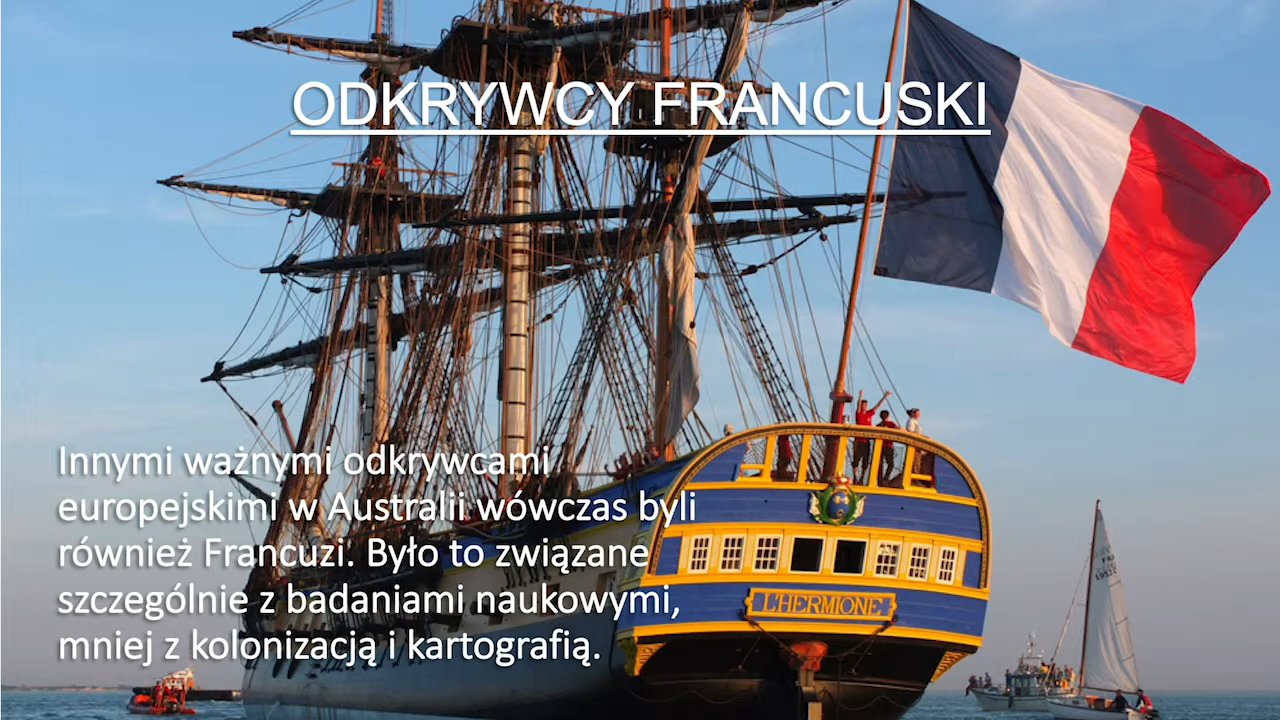 ODKRYWCY FRANCUSKI
Innymi ważnymi odkrywcami
europejskimi w Australii wówczas byli
również Francuzi. Było to związane
szczególnie z badaniami naukowymi,
mniej z kolonizacją i kartografią.
L'HERMIONE